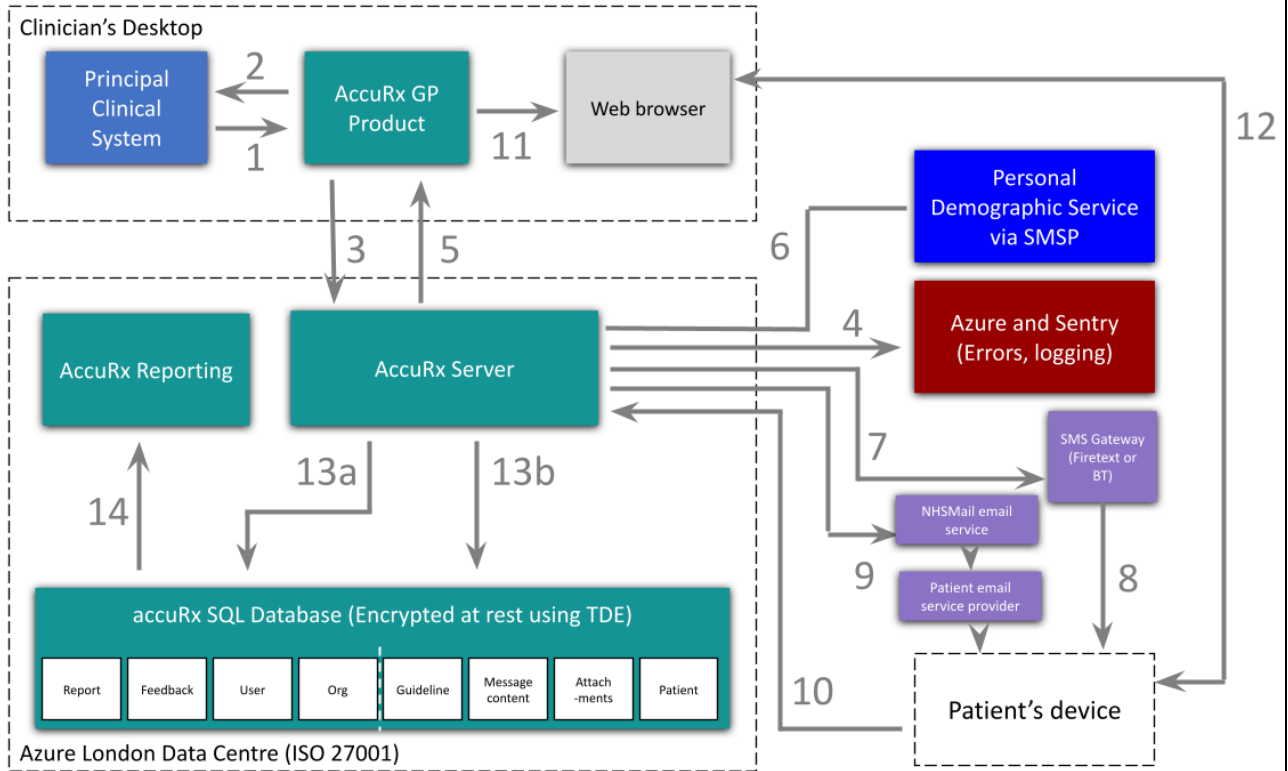 Clinician's Desktop
Principal
Clinical
System
2
1
AccuRx GP
Product
11
Web browser
12
3
5
6
Personal
Demographic Service
via SMSP
4
Azure and Sentry
(Errors, logging)
AccuRx Reporting
AccuRx Server
7
SMS Gateway
(Firetext or
BT)
NHSMail email
service
9
8
Patient email
service provider
13a
13b
14
10
Patient's device
accuRx SQL Database (Encrypted at rest using TDE)
Report
Feedback
User
Org
Guideline
Message
content
Attach
-ments
Patient
Azure London Data Centre (ISO 27001)